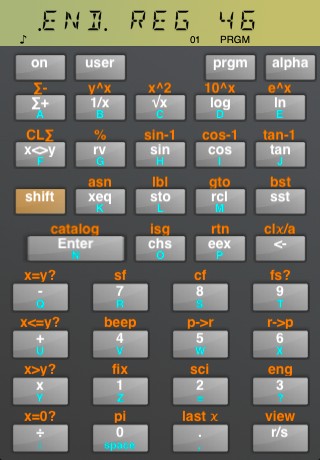 .END. REG 46
♪ 01 PRGM
on user prgm alpha
Σ- y^x x^2 10^x e^x
Σ+ 1/x √x log ln
A B C D E
CLΣ % sin-1 cos-1 tan-1
x<>y rv sin cos tan
F G H I J
asn lbl gto bst
shift xeq sto rcl sst
K L M
catalog isg rtn clx/a
Enter chs eex <-
N O P
x=y? sf cf fs?
- 7 8 9
Q R S T
x<=y? beep p->r r->p
+ 4 5 6
U V W X
x>y? fix sci eng
x 1 2 3
Y Z = ?
x=0? pi last x view
÷ 0 . r/s
: space ,